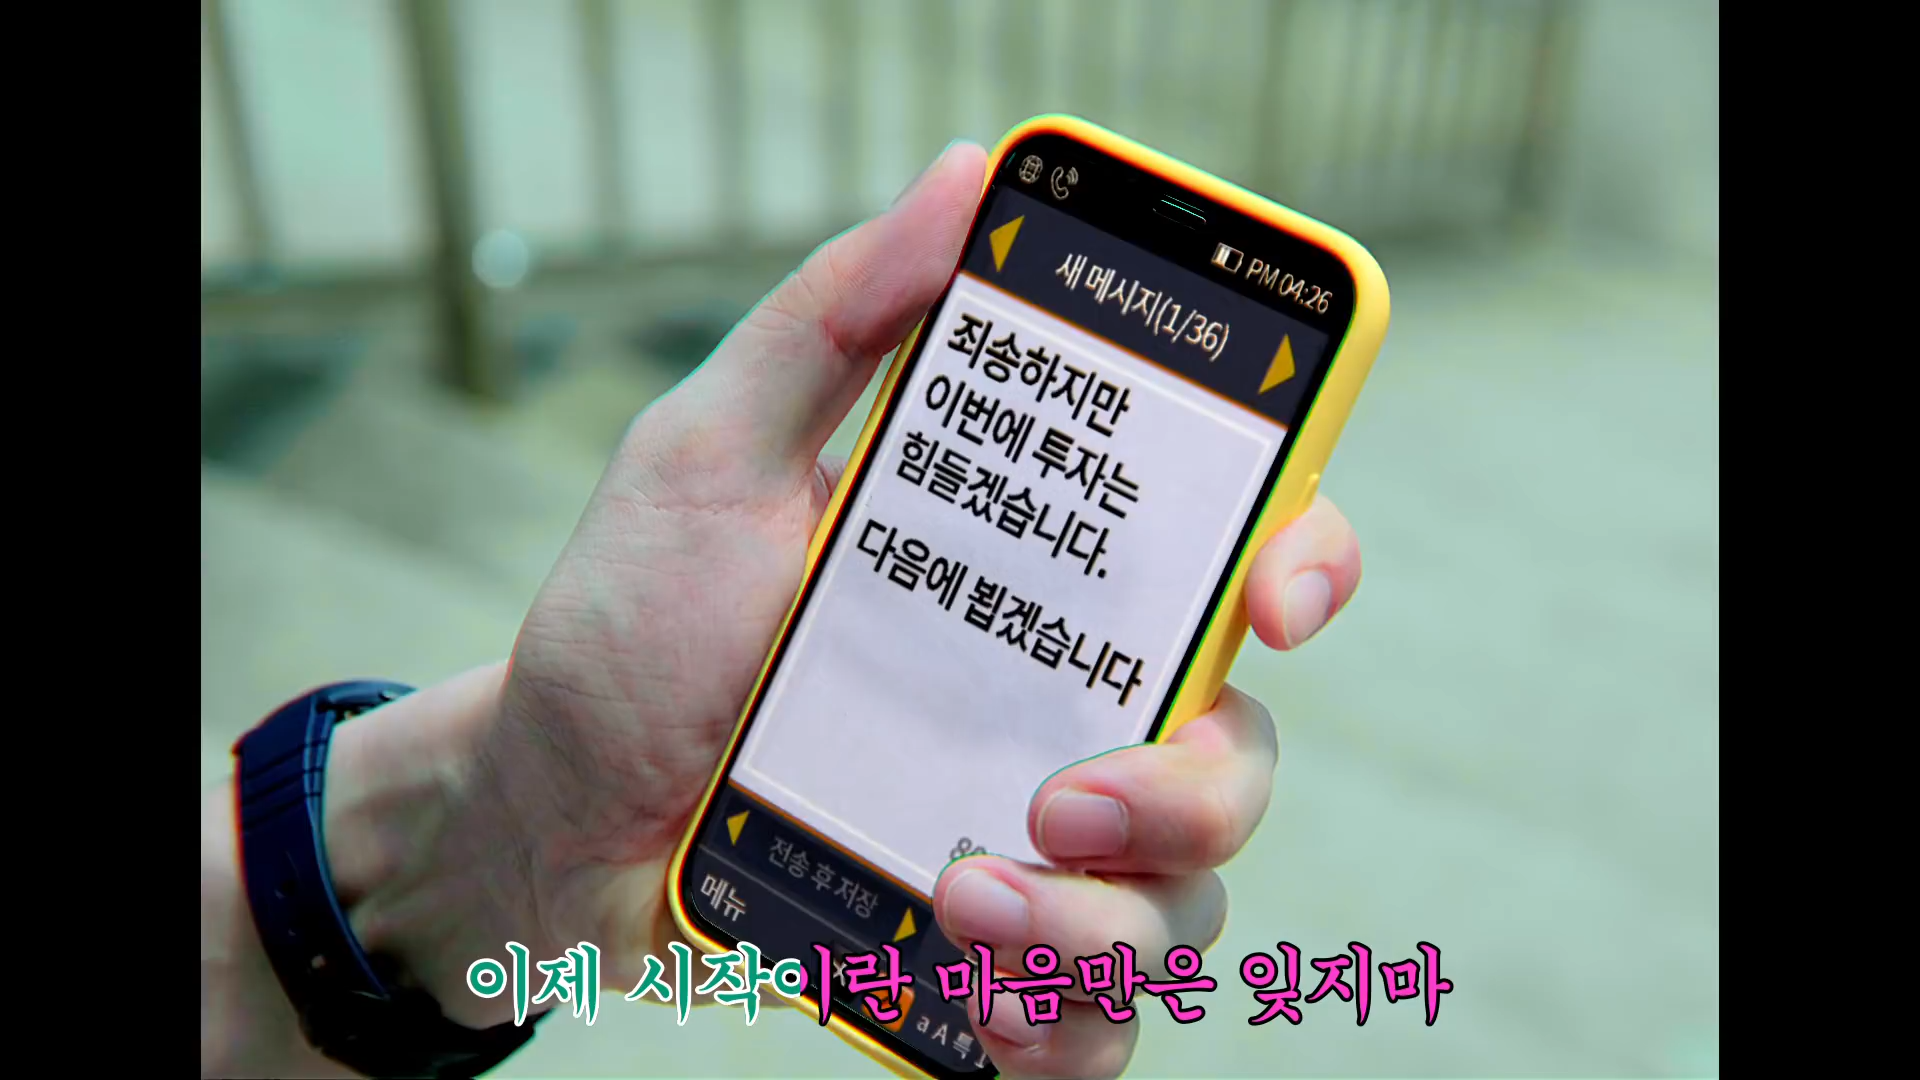 PM 04:26
새 메시지(1/36)
죄송하지만
이번에 투자는
힘들겠습니다.
다음에 뵙겠습니다
전송 후 저장
메뉴
이제 시작이란 마음만은 잊지마
a A 특 1